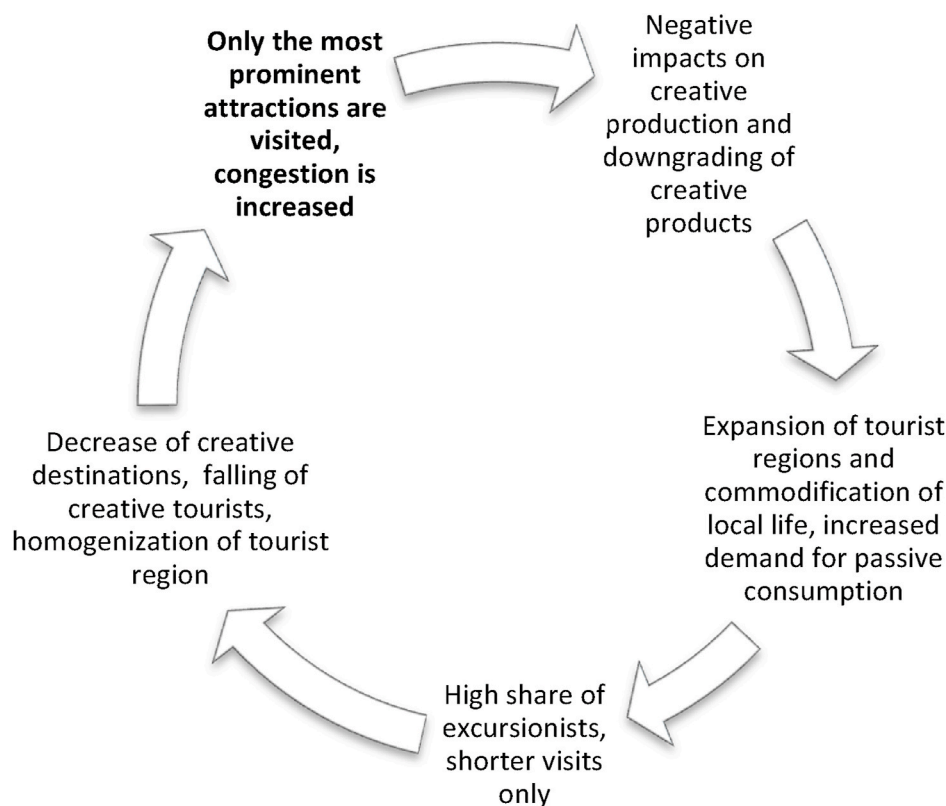 Only the most
prominent
attractions are
visited,
congestion is
increased
Negative
impacts on
creative
production and
downgrading of
creative
products
Expansion of tourist
regions and
commodification of
local life, increased
demand for passive
consumption
High share of
excursionists,
shorter visits
only
Decrease of creative
destinations,  falling of
creative tourists,
homogenization of tourist
region